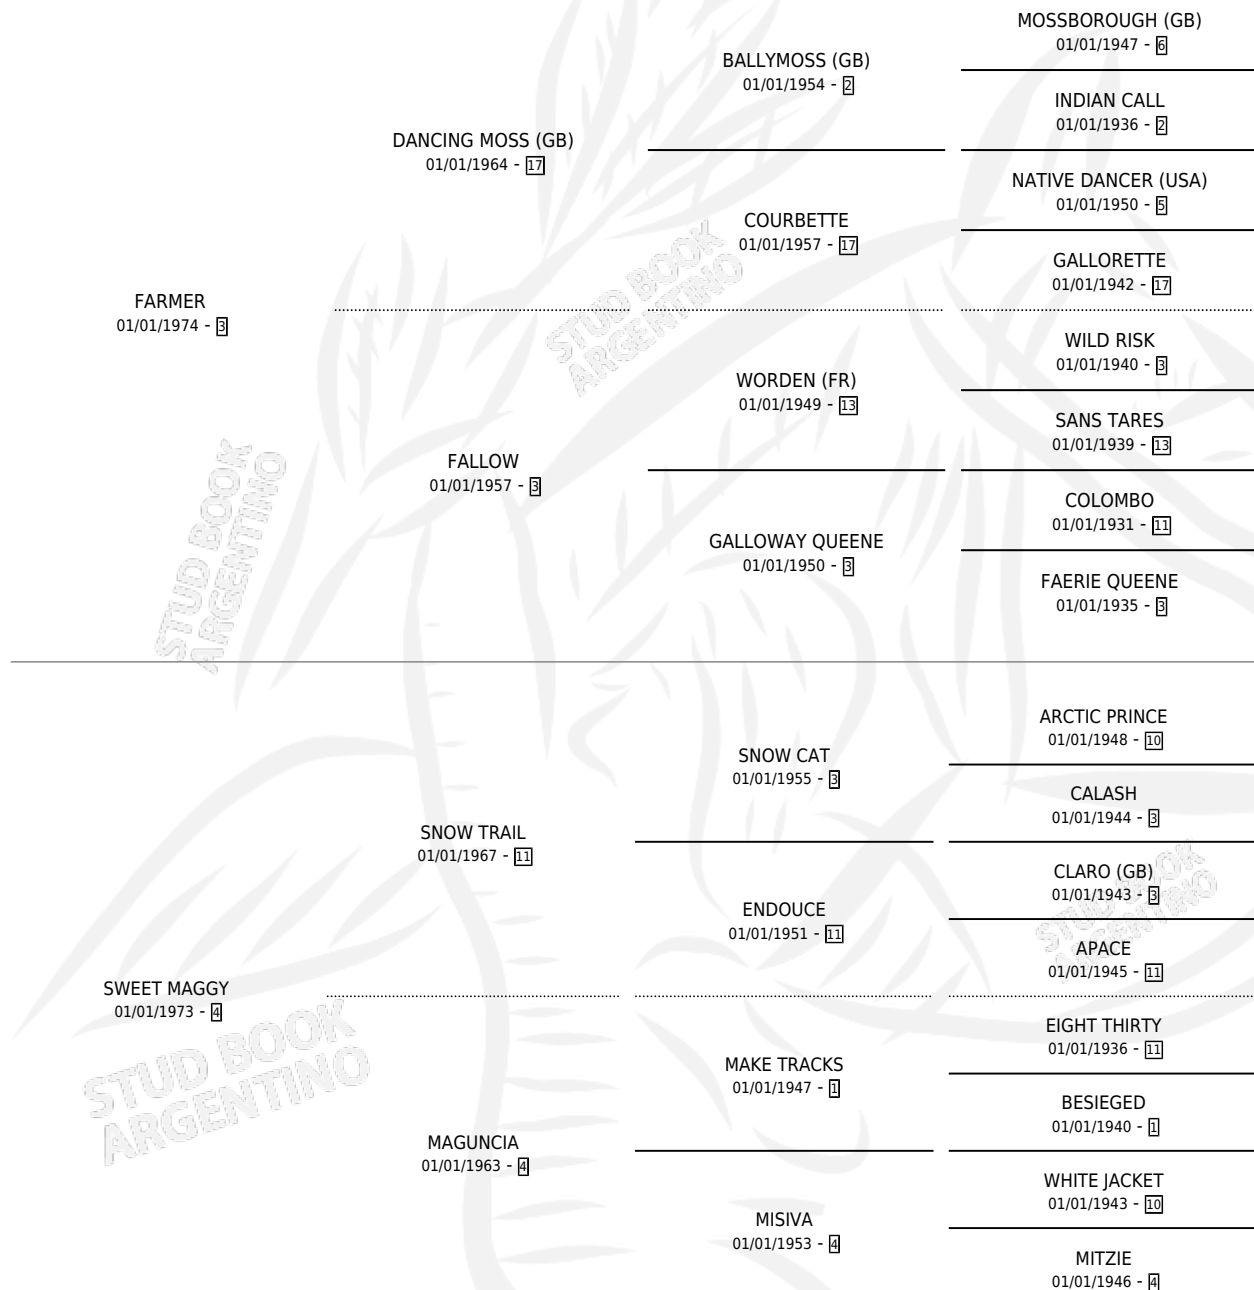 MOSSBOROUGH (GB)
01/01/1947 - 6
BALLYMOSS (GB)
01/01/1954 - 2
INDIAN CALL
01/01/1936 - 2
DANCING MOSS (GB)
01/01/1964 - 17
NATIVE DANCER (USA)
01/01/1950 - 5
COURBETTE
01/01/1957 - 17
GALLORETTE
01/01/1942 - 17
FARMER
01/01/1974 - 3
WILD RISK
01/01/1940 - 3
WORDEN (FR)
01/01/1949 - 13
SANS TARES
01/01/1939 - 13
FALLOW
01/01/1957 - 3
COLOMBO
01/01/1931 - 11
GALLOWAY QUEENE
01/01/1950 - 3
FAERIE QUEENE
01/01/1935 - 3
ARCTIC PRINCE
01/01/1948 - 10
SNOW CAT
01/01/1955 - 3
CALASH
01/01/1944 - 3
SNOW TRAIL
01/01/1967 - 11
CLARO (GB)
01/01/1943 - 3
ENDOUCE
01/01/1951 - 11
APACE
01/01/1945 - 11
SWEET MAGGY
01/01/1973 - 4
EIGHT THIRTY
01/01/1936 - 11
MAKE TRACKS
01/01/1947 - 1
BESIEGED
01/01/1940 - 1
MAGUNCIA
01/01/1963 - 4
WHITE JACKET
01/01/1943 - 10
MISIVA
01/01/1953 - 4
MITZIE
01/01/1946 - 4
STUD BOOK
ARGENTINO
STUD BOOK
ARGENTINO
STUD BOOK
ARGENTINO
STUD BOOK
ARGENTINO